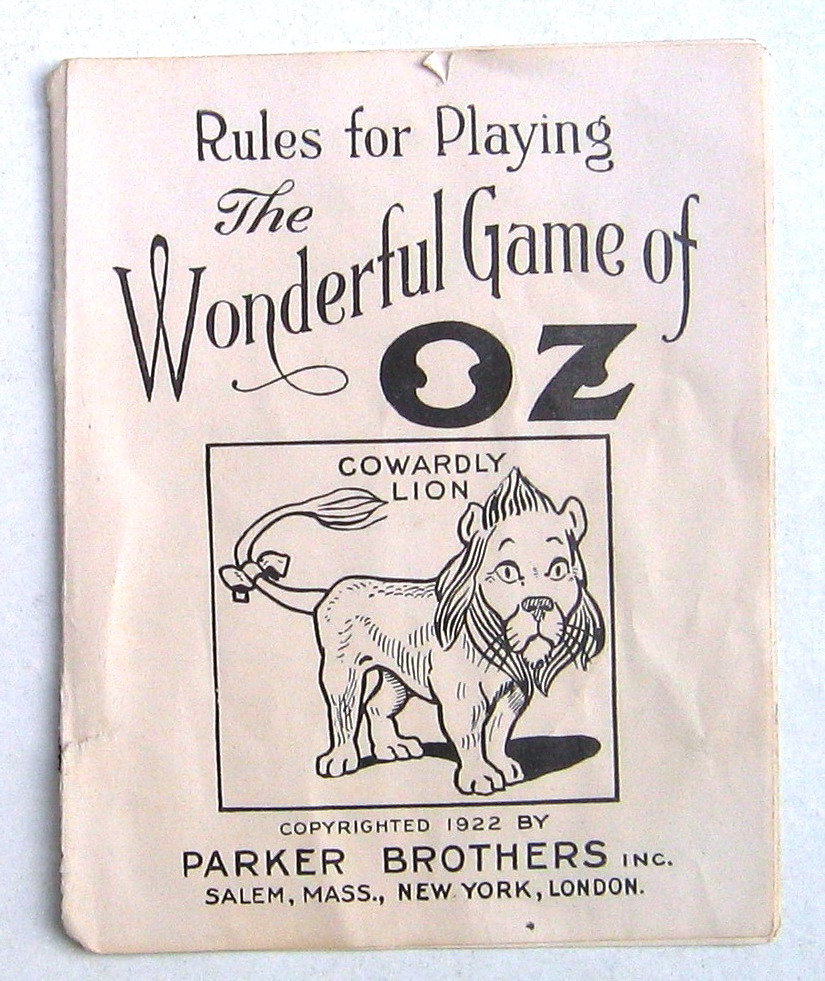 Rules for Playing
The
Wonderful Game of
OZ
COWARDLY
LION
COPYRIGHTED 1922 BY
PARKER BROTHERS INC.
SALEM, MASS., NEW YORK, LONDON.